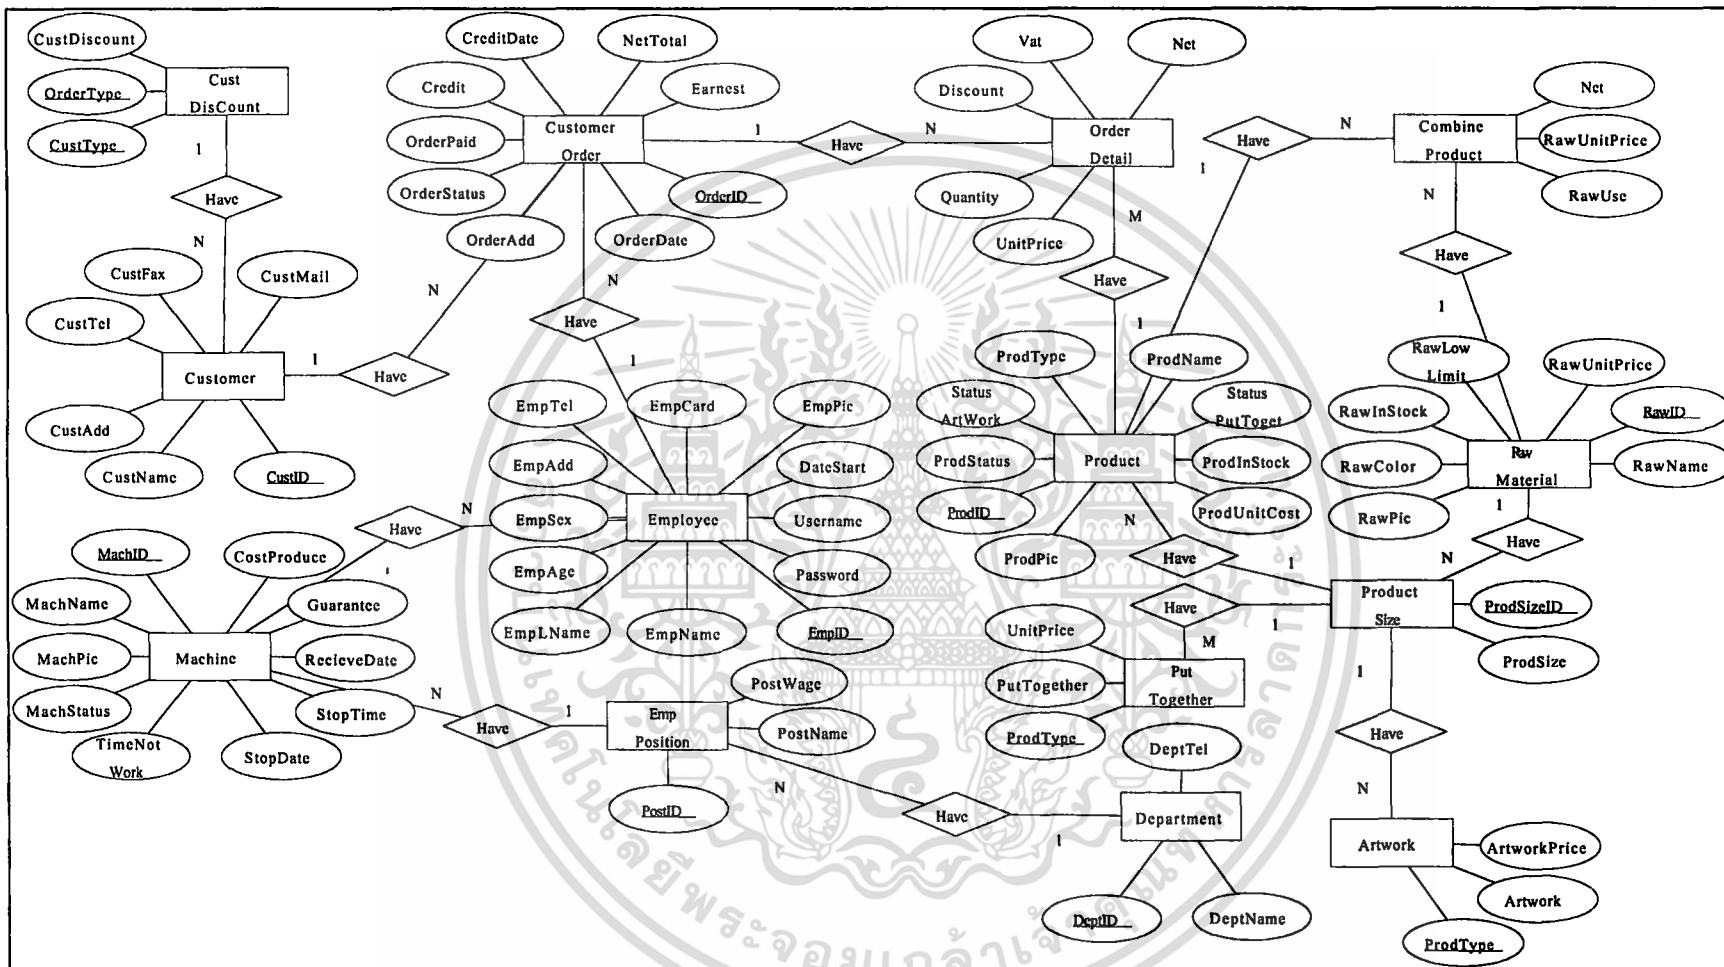 CustDiscount
OrderType
CustType
Cust
DisCount
1
Have
N
CreditDate
NetTotal
Credit
Earnest
OrderPaid
OrderStatus
OrderAdd
OrderDate
OrderID
Customer
Order
1
Have
N
Vat
Net
Discount
Quantity
UnitPrice
Order
Detail
M
Have
1
Have
1
N
Combine
Product
Net
RawUnitPrice
RawUse
N
Have
1
CustFax
CustMail
CustTel
CustAdd
CustName
CustID
Customer
1
Have
N
N
Have
1
EmpTel
EmpCard
EmpPic
EmpAdd
DateStart
EmpSex
Username
EmpAge
Password
EmpLName
EmpName
EmpID
Employee
N
Have
1
ProdType
ProdName
Status
ArtWork
Status
PutToget
ProdStatus
ProdInStock
ProdID
ProdUnitCost
ProdPic
Product
N
Have
1
RawLow
Limit
RawUnitPrice
RawInStock
RawID
RawColor
RawName
RawPic
Raw
Material
1
Have
N
MachID
CostProduce
MachName
Guarantee
MachPic
RecieveDate
MachStatus
StopTime
TimeNot
Work
StopDate
Machine
N
Have
1
Emp
Position
PostWage
PostName
PostID
N
Have
1
DeptTel
Department
DeptID
DeptName
UnitPrice
PutTogether
ProdType
Put
Together
M
Have
1
Product
Size
ProdSizeID
ProdSize
1
Have
N
Artwork
ArtworkPrice
Artwork
ProdType